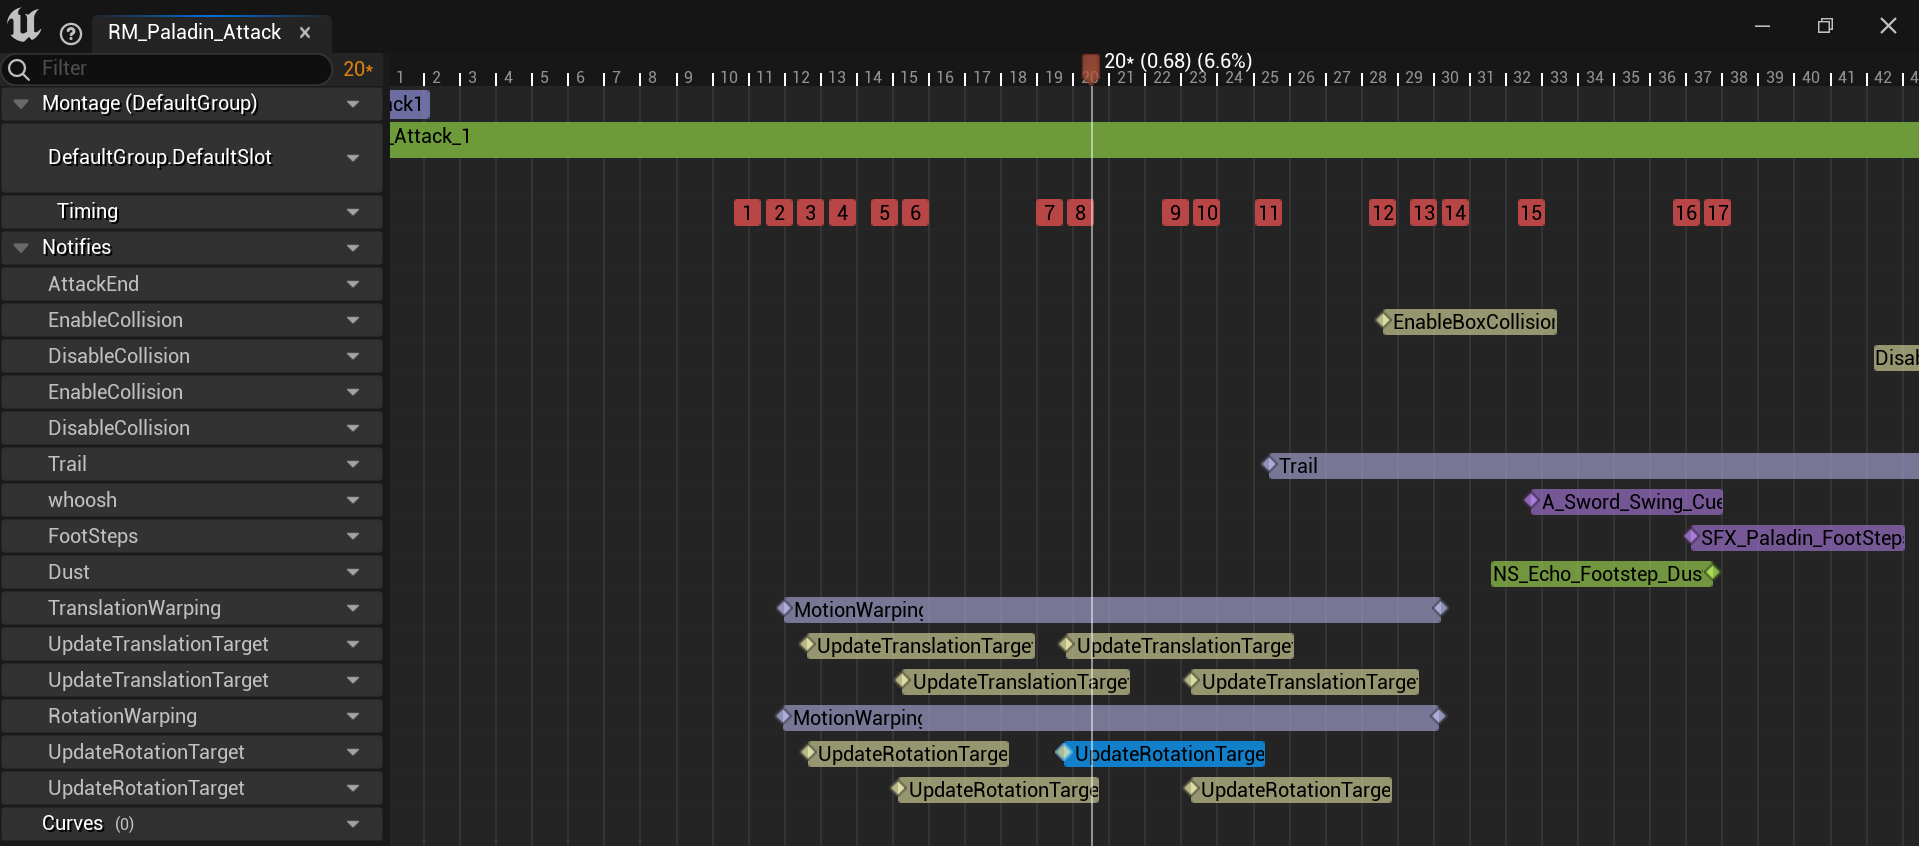 RM_Paladin_Attack
Filter 20*
20* (0.68) (6.6%)
1 2 3 4 5 6 7 8 9 10 11 12 13 14 15 16 17 18 19 20 21 22 23 24 25 26 27 28 29 30 31 32 33 34 35 36 37 38 39 40 41 42 4
Montage (DefaultGroup) ck1
_Attack_1
DefaultGroup.DefaultSlot
Timing 1 2 3 4 5 6 7 8 9 10 11 12 13 14 15 16 17
Notifies
AttackEnd
EnableCollision EnableBoxCollision
DisableCollision Disab
EnableCollision
DisableCollision
Trail Trail
whoosh A_Sword_Swing_Cue
FootSteps SFX_Paladin_FootStep
Dust NS_Echo_Footstep_Dus
TranslationWarping MotionWarping
UpdateTranslationTarget UpdateTranslationTarge UpdateTranslationTarge
UpdateTranslationTarget UpdateTranslationTarge UpdateTranslationTarge
RotationWarping MotionWarping
UpdateRotationTarget UpdateRotationTarge UpdateRotationTarge
UpdateRotationTarget UpdateRotationTarge UpdateRotationTarge
Curves (0)